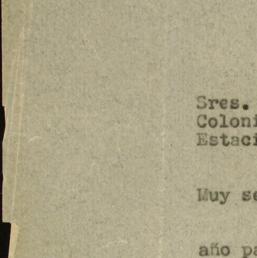 Sres.
Coloni
Estaci
Muy se
año pa